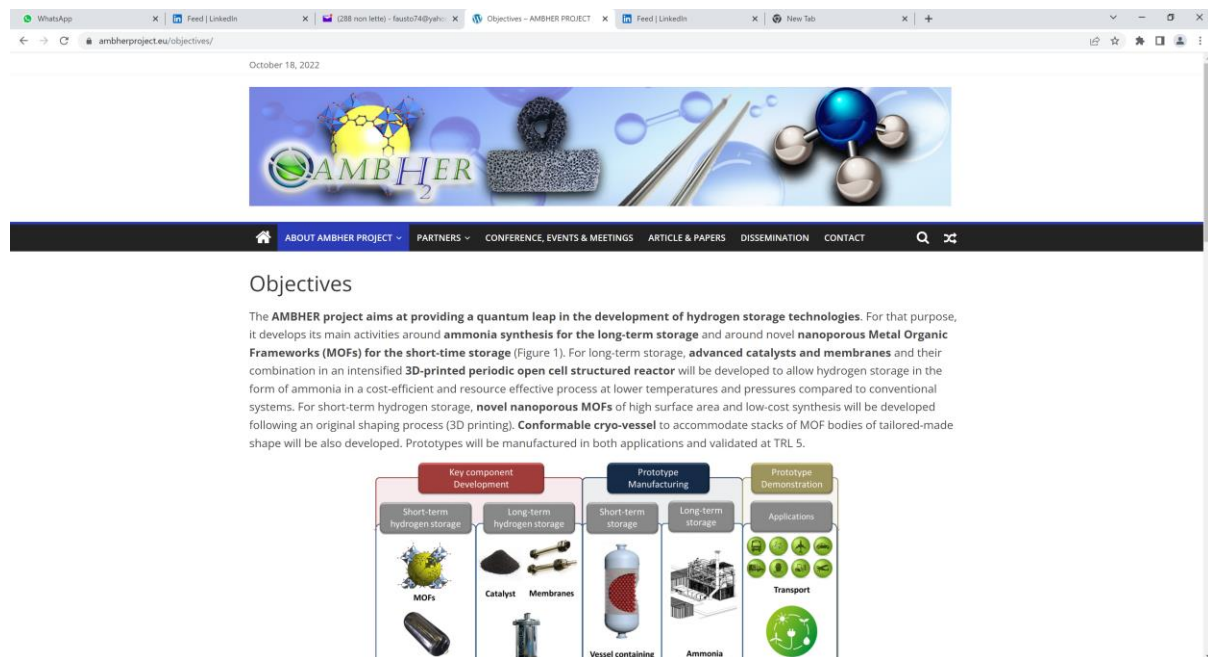 WhatsApp
Feed | LinkedIn
(288 non lette) - fausto74@yaho
Objectives – AMBHER PROJECT
Feed | LinkedIn
New Tab
ambherproject.eu/objectives/
October 18, 2022
AMBH2ER
ABOUT AMBHER PROJECT
PARTNERS
CONFERENCE, EVENTS & MEETINGS
ARTICLE & PAPERS
DISSEMINATION
CONTACT
Objectives
The AMBHER project aims at providing a quantum leap in the development of hydrogen storage technologies. For that purpose,
it develops its main activities around ammonia synthesis for the long-term storage and around novel nanoporous Metal Organic
Frameworks (MOFs) for the short-time storage (Figure 1). For long-term storage, advanced catalysts and membranes and their
combination in an intensified 3D-printed periodic open cell structured reactor will be developed to allow hydrogen storage in the
form of ammonia in a cost-efficient and resource effective process at lower temperatures and pressures compared to conventional
systems. For short-term hydrogen storage, novel nanoporous MOFs of high surface area and low-cost synthesis will be developed
following an original shaping process (3D printing). Conformable cryo-vessel to accommodate stacks of MOF bodies of tailored-made
shape will be also developed. Prototypes will be manufactured in both applications and validated at TRL 5.
Key component
Development
Prototype
Manufacturing
Prototype
Demonstration
Short-term
hydrogen storage
Long-term
hydrogen storage
Short-term
storage
Long-term
storage
Applications
MOFs
Catalyst
Membranes
Transport
Vessel containing
Ammonia